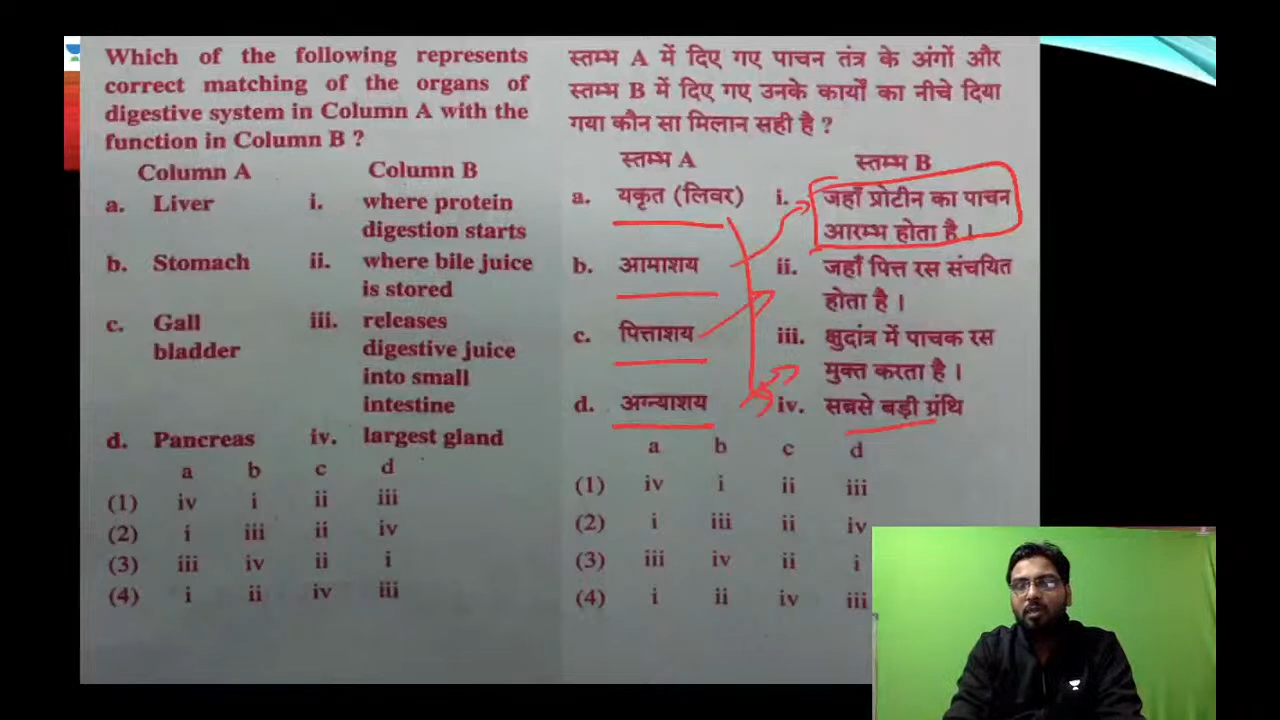 Which of the following represents
correct matching of the organs of
digestive system in Column A with the
function in Column B ?
Column A Column B
a. Liver i. where protein
digestion starts
b. Stomach ii. where bile juice
is stored
c. Gall iii. releases
bladder digestive juice
into small
intestine
d. Pancreas iv. largest gland
a b c d
(1) iv i ii iii
(2) i iii ii iv
(3) iii iv ii i
(4) i ii iv iii
स्तम्भ A में दिए गए पाचन तंत्र के अंगों और
स्तम्भ B में दिए गए उनके कार्यों का नीचे दिया
गया कौन सा मिलान सही है ?
स्तम्भ A स्तम्भ B
a. यकृत (लिवर) i. जहाँ प्रोटीन का पाचन
आरम्भ होता है ।
b. आमाशय ii. जहाँ पित्त रस संचयित
होता है ।
c. पित्ताशय iii. क्षुदांत्र में पाचक रस
मुक्त करता है ।
d. अग्न्याशय iv. सबसे बड़ी ग्रंथि
a b c d
(1) iv i ii iii
(2) i iii ii iv
(3) iii iv ii i
(4) i ii iv iii